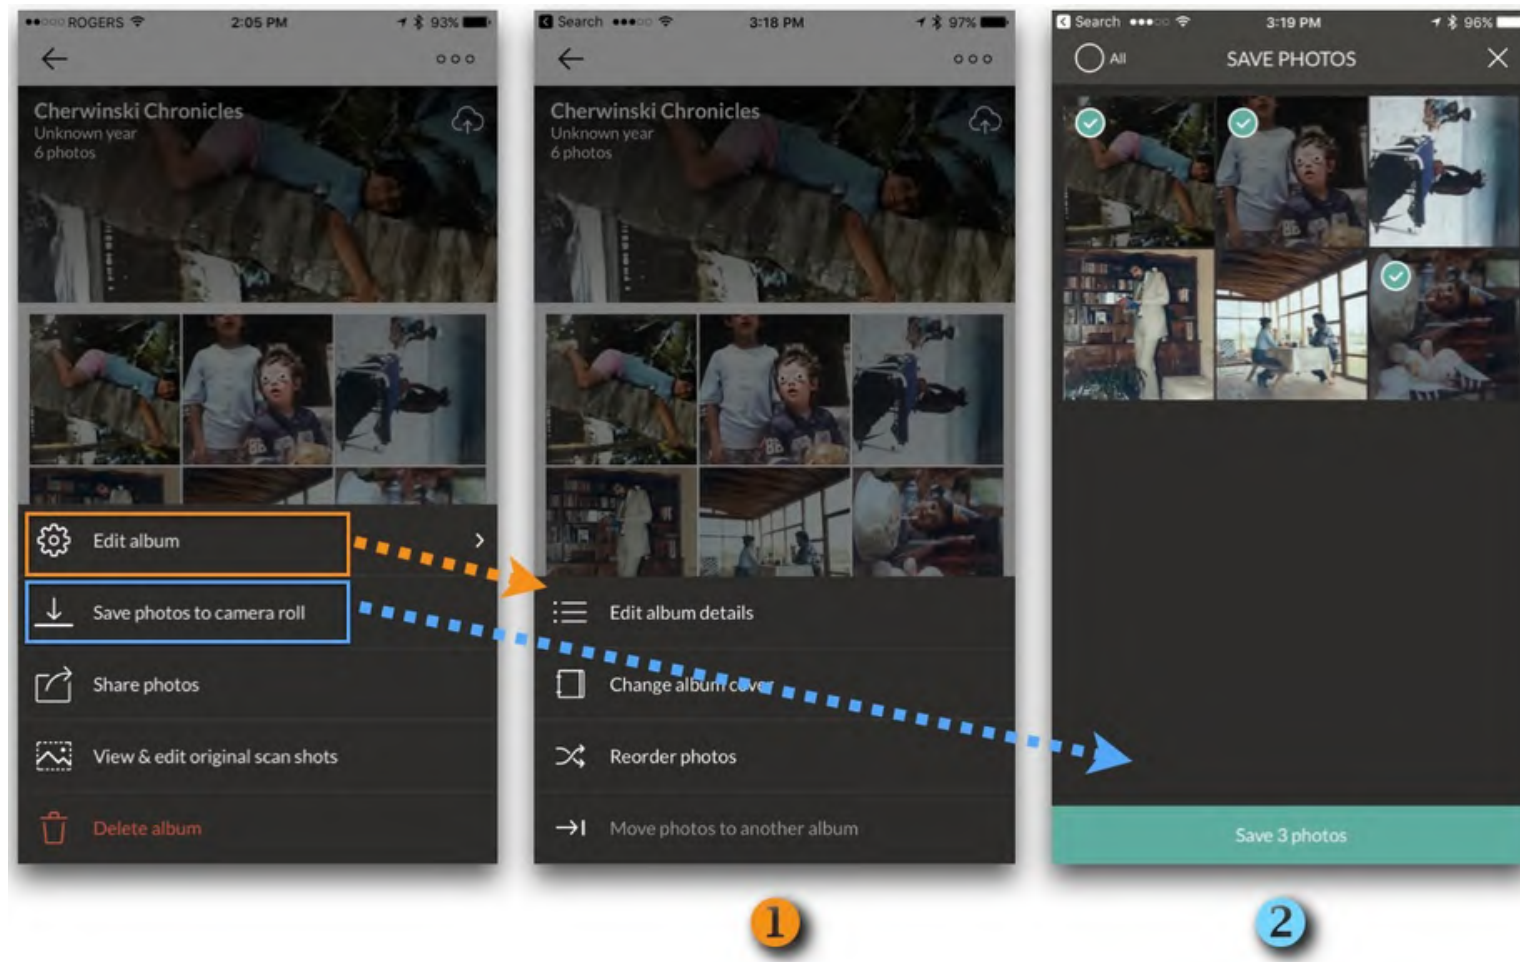 ROGERS 2:05 PM 93%
Cherwinski Chronicles
Unknown year
6 photos
Edit album
Save photos to camera roll
Share photos
View & edit original scan shots
Delete album
Search 3:18 PM 97%
Cherwinski Chronicles
Unknown year
6 photos
Edit album details
Change album cover
Reorder photos
Move photos to another album
1
Search 3:19 PM 96%
All SAVE PHOTOS
Save 3 photos
2